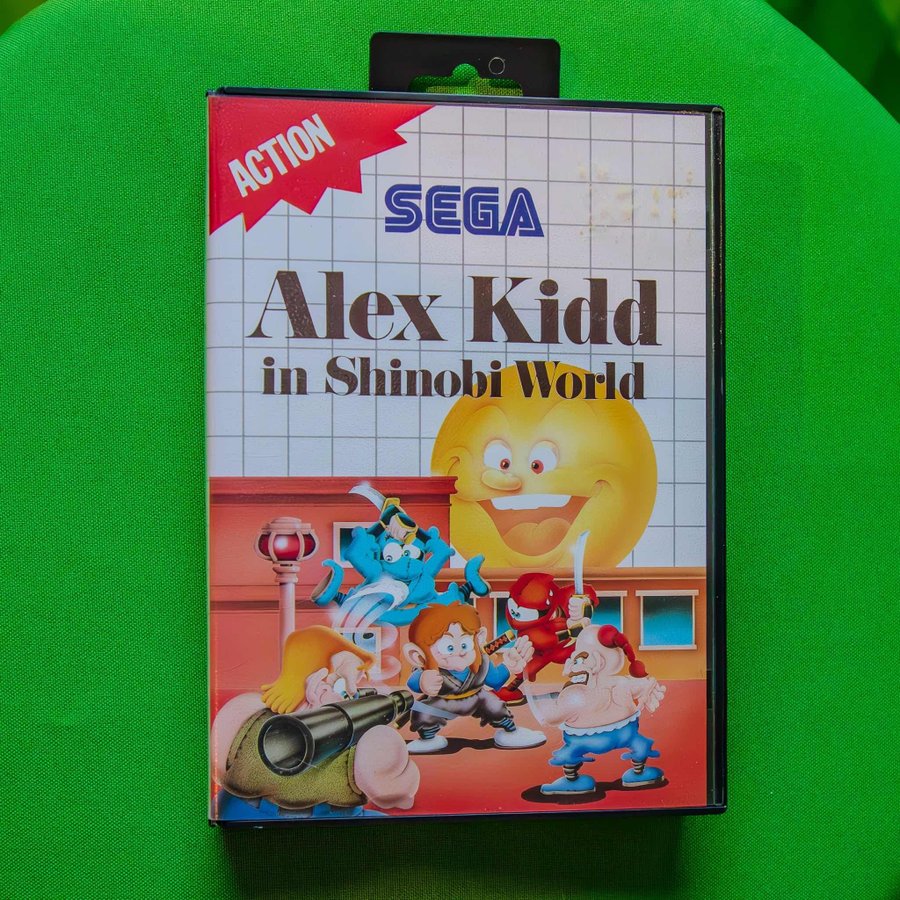 ACTION
SEGA
Alex Kidd
in Shinobi World